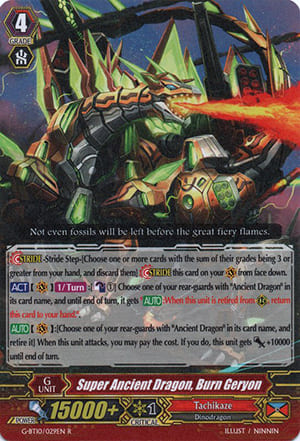 4
GRADE
Not even fossils will be left before the great fiery flames.
STRIDE -Stride Step-[Choose one or more cards with the sum of their grades being 3 or
greater from your hand, and discard them] STRIDE this card on your from face down.
ACT [ ] 1/Turn : [ ] Choose one of your rear-guards with "Ancient Dragon" in
its card name, and until end of turn, it gets AUTO:When this unit is retired from , return
this card to your hand.".
AUTO [ ]:[Choose one of your rear-guards with "Ancient Dragon" in its card name, and
retire it] When this unit attacks, you may pay the cost. If you do, this unit gets +10000
until end of turn.
G
UNIT
Super Ancient Dragon, Burn Geryon
POWER
15000+
1
CRITICAL
Tachikaze
Dinodragon
G-BT10/029EN R
ILLUST / NINNIN